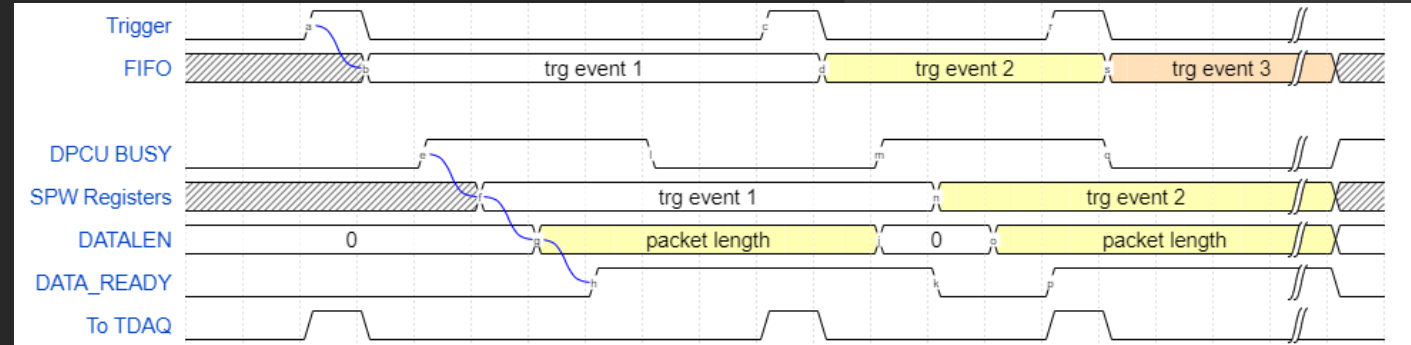 Trigger a c r
FIFO b trg event 1 d trg event 2 s trg event 3
DPCU BUSY e l m q
SPW Registers f trg event 1 n trg event 2
DATALEN 0 g packet length j 0 o packet length
DATA_READY h k p
To TDAQ